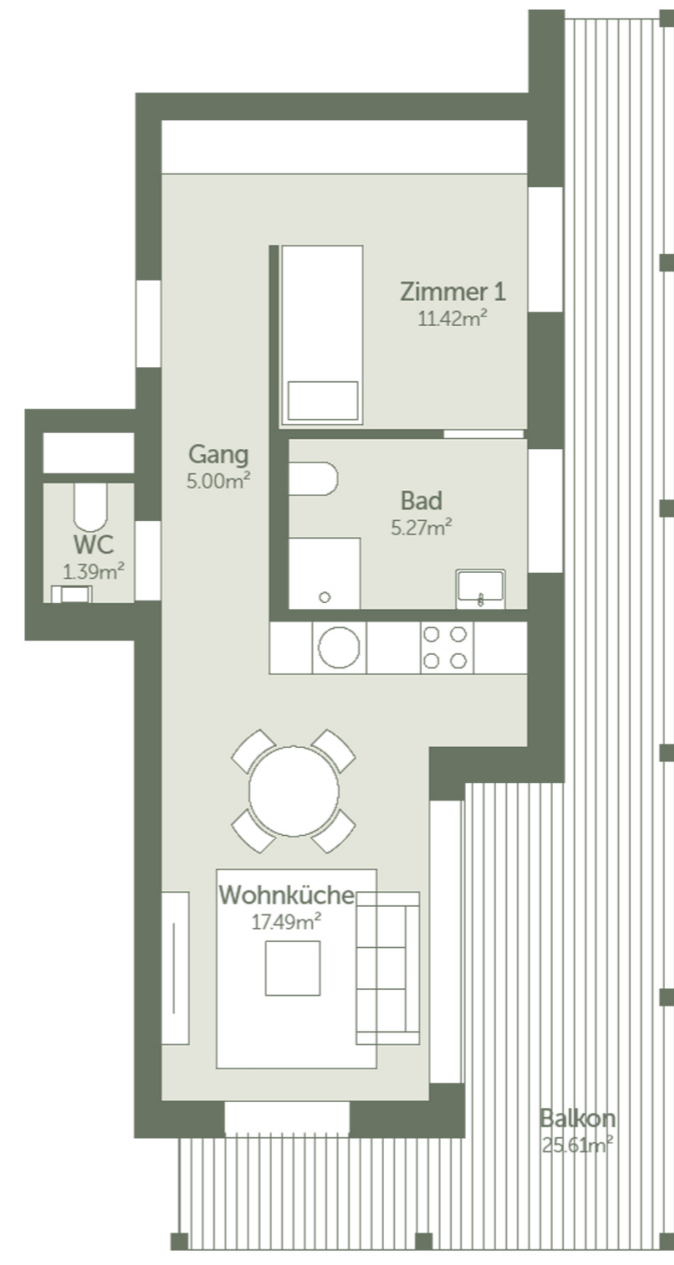 Zimmer 1
11.42m²
Gang
5.00m²
Bad
5.27m²
WC
1.39m²
Wohnküche
17.49m²
Balkon
25.61m²